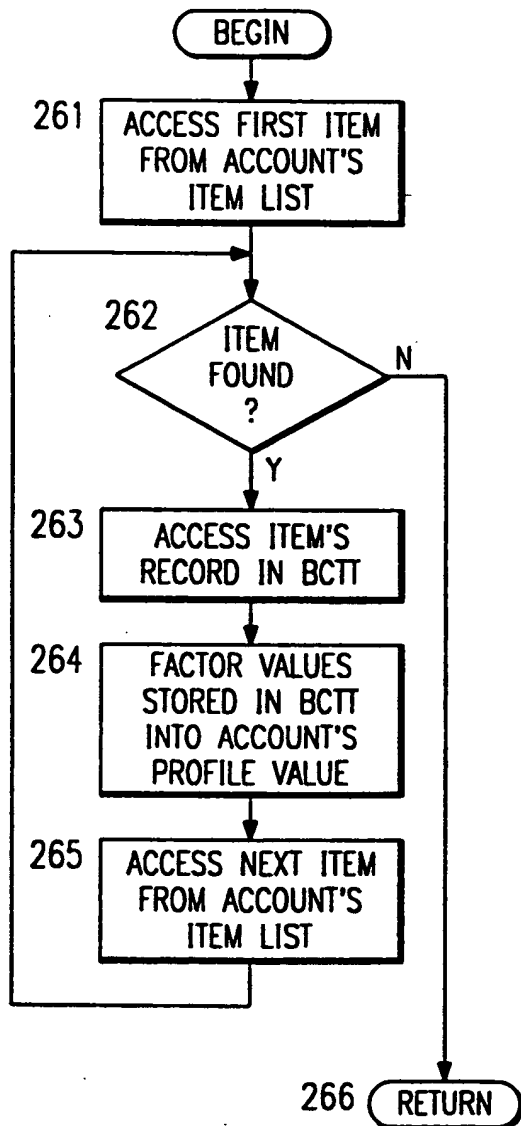 BEGIN
261
ACCESS FIRST ITEM
FROM ACCOUNT'S
ITEM LIST
262
ITEM
FOUND
?
N
Y
263
ACCESS ITEM'S
RECORD IN BCTT
264
FACTOR VALUES
STORED IN BCTT
INTO ACCOUNT'S
PROFILE VALUE
265
ACCESS NEXT ITEM
FROM ACCOUNT'S
ITEM LIST
266
RETURN